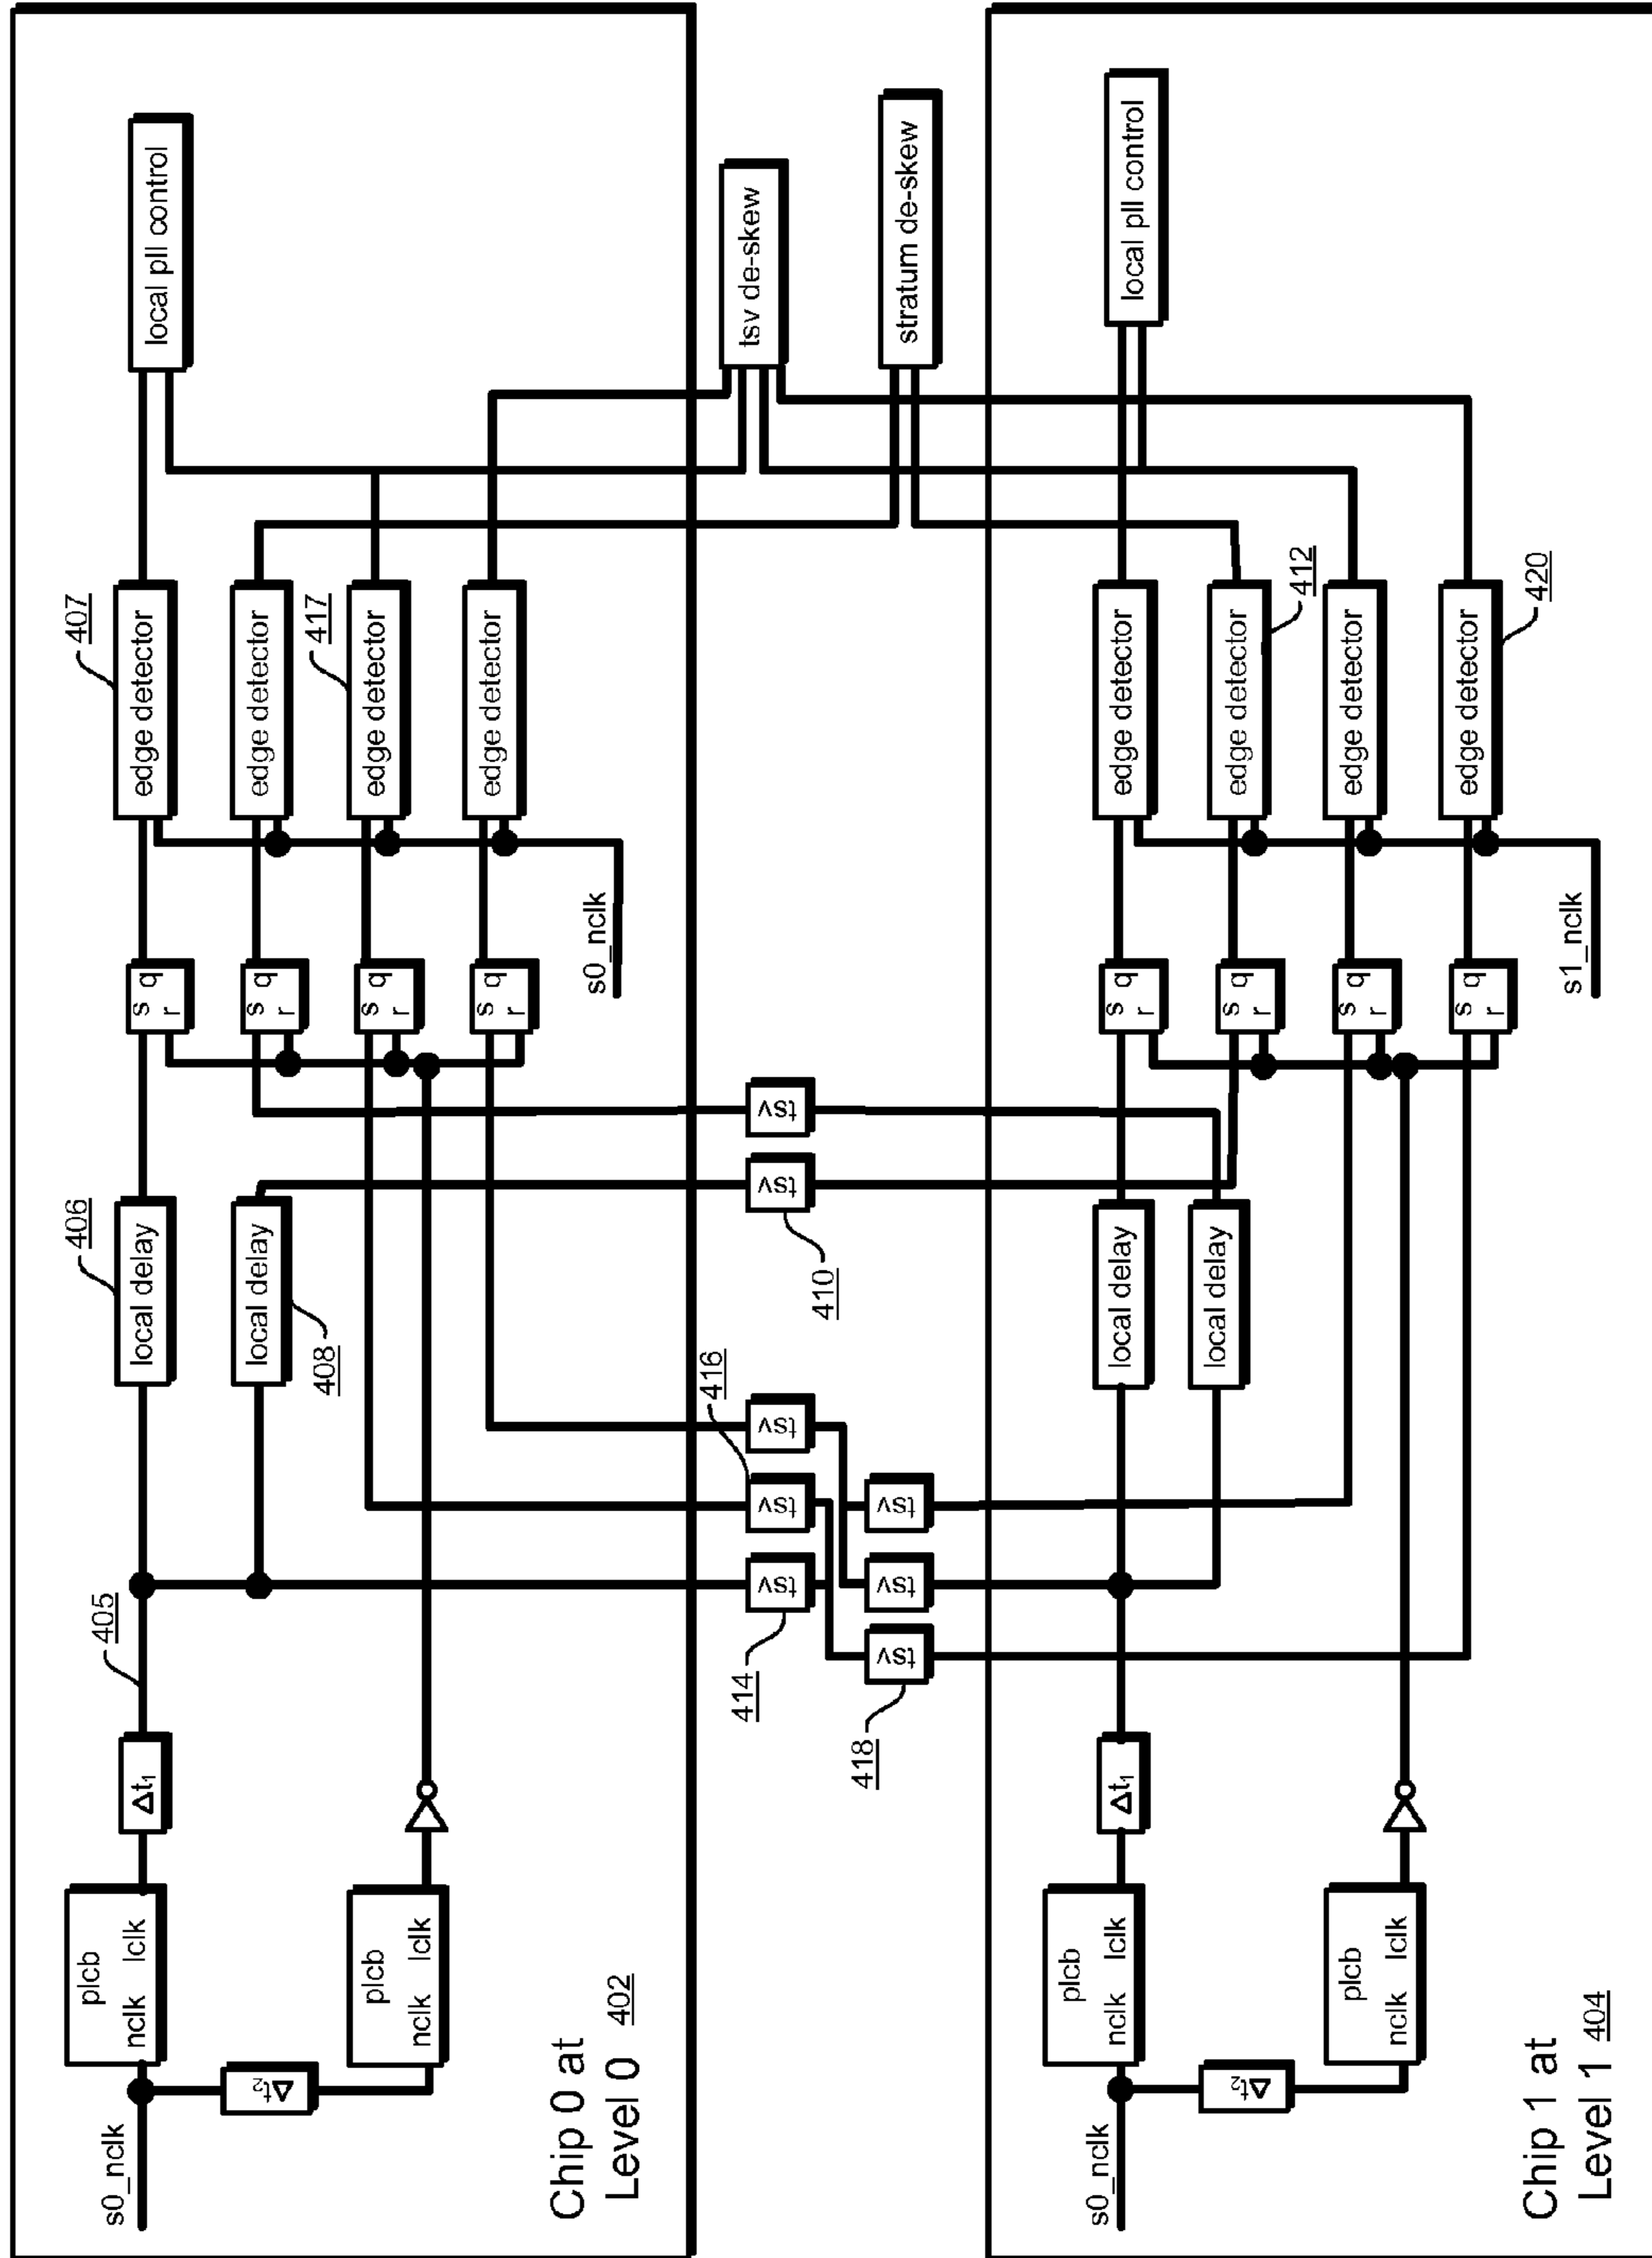 s0_nclk
plcb
nclk lclk
Δt₁
Δt₂
plcb
nclk lclk
405
local delay
406
local delay
408
s q
r
s q
r
s q
r
s q
r
edge detector
407
edge detector
edge detector
417
edge detector
s0_nclk
local pll control
Chip 0 at
Level 0 402
tsv
414
tsv
416
tsv
tsv
410
tsv
tsv
418
tsv
tsv
tsv de-skew
stratum de-skew
s0_nclk
plcb
nclk lclk
Δt₁
Δt₂
plcb
nclk lclk
local delay
local delay
s q
r
s q
r
s q
r
s q
r
edge detector
edge detector
412
edge detector
edge detector
420
s1_nclk
local pll control
Chip 1 at
Level 1 404